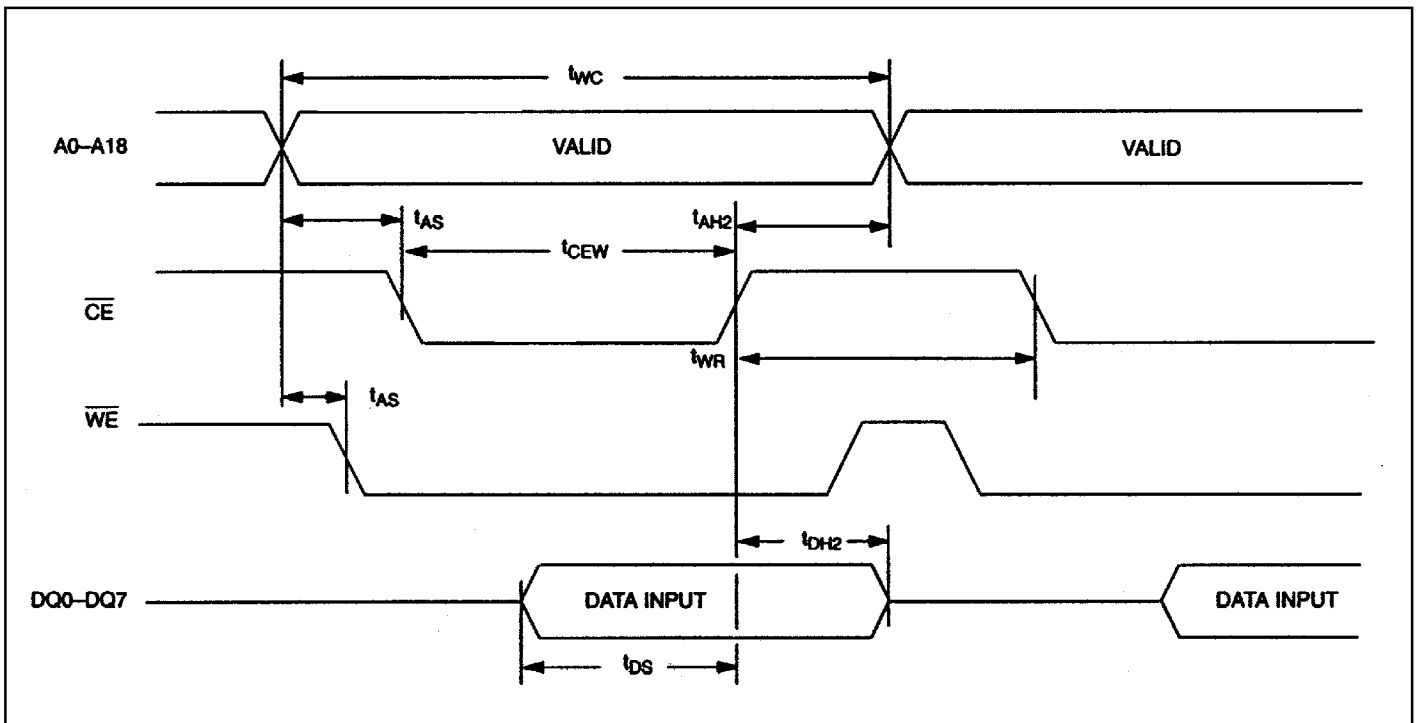 tWC
A0–A18 VALID VALID
tAS tAH2
tCEW
CE
tWR
tAS
WE
tDH2
DQ0–DQ7 DATA INPUT DATA INPUT
tDS